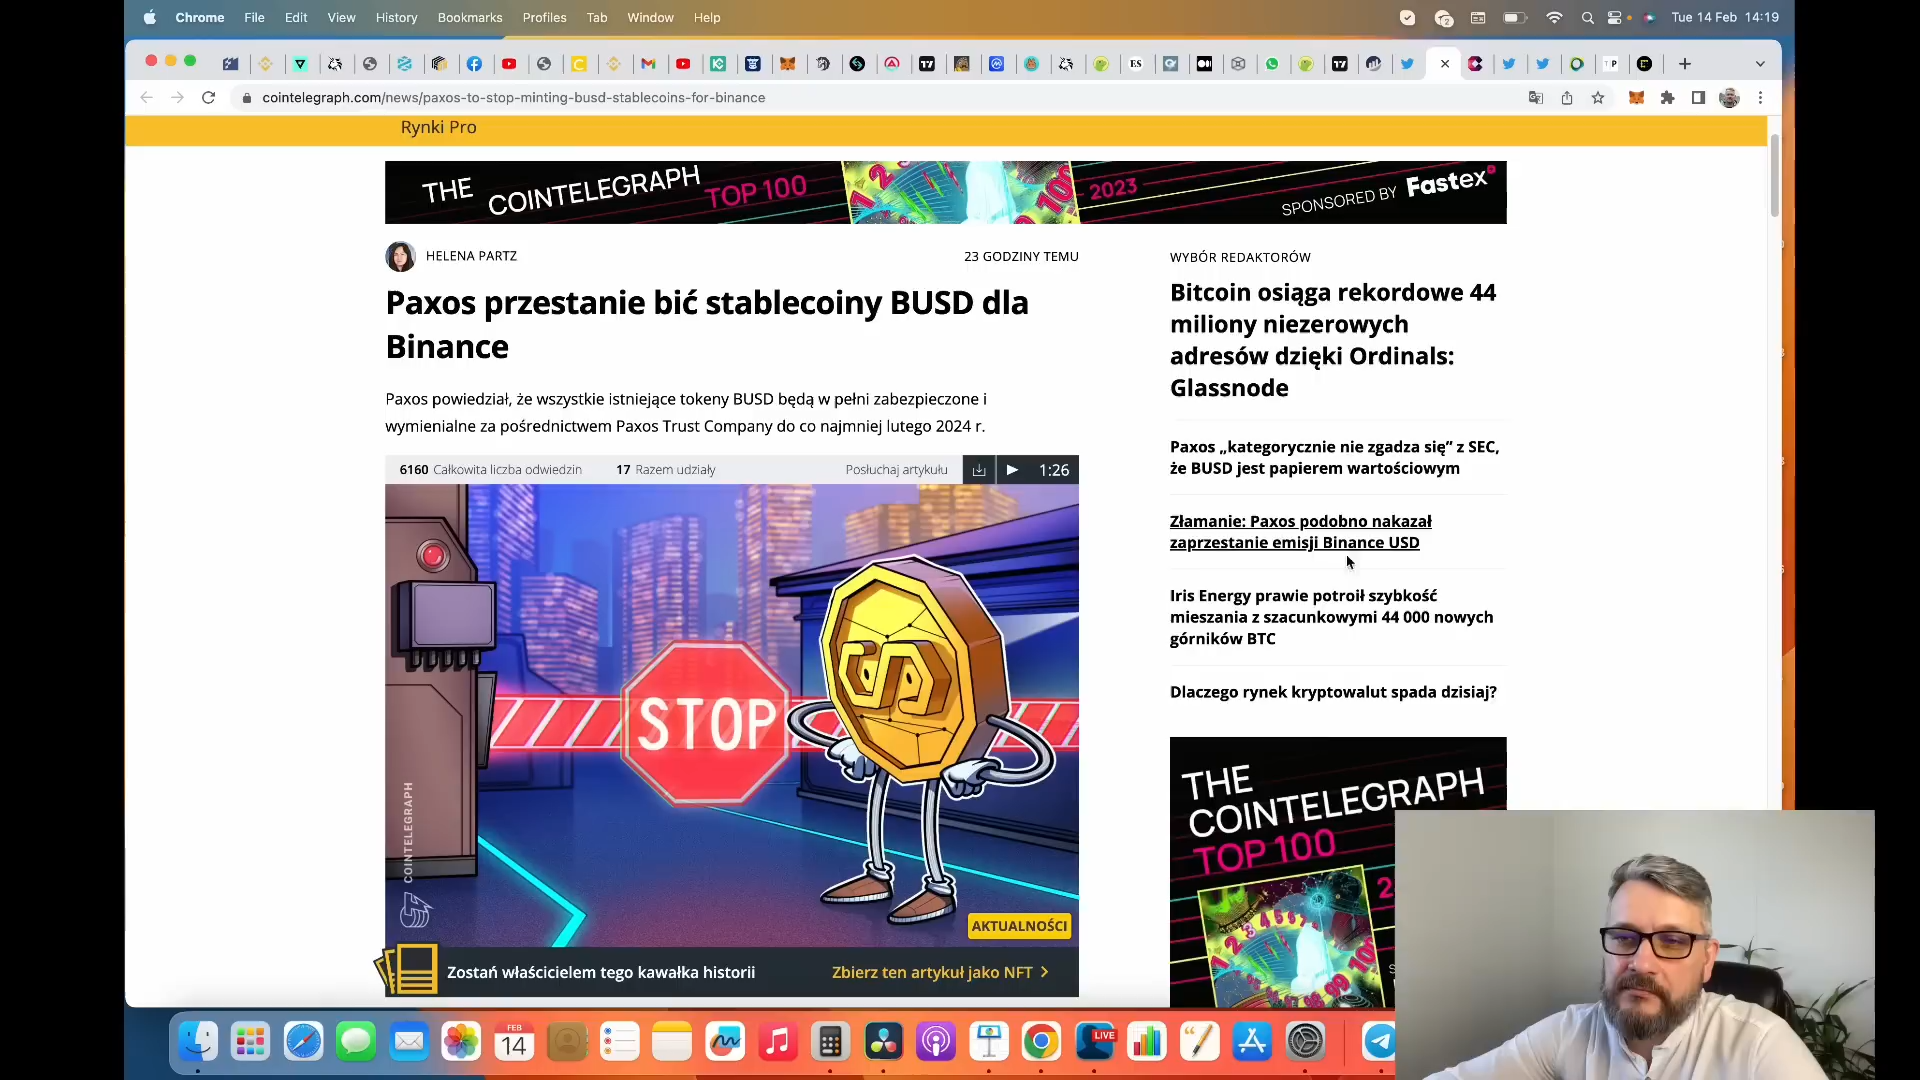 Chrome File Edit View History Bookmarks Profiles Tab Window Help
Tue 14 Feb 14:19
cointelegraph.com/news/paxos-to-stop-minting-busd-stablecoins-for-binance
Rynki Pro
THE COINTELEGRAPH TOP 100 2023 SPONSORED BY Fastex
HELENA PARTZ
23 GODZINY TEMU
Paxos przestanie bić stablecoiny BUSD dla
Binance
Paxos powiedział, że wszystkie istniejące tokeny BUSD będą w pełni zabezpieczone i
wymienialne za pośrednictwem Paxos Trust Company do co najmniej lutego 2024 r.
6160 Całkowita liczba odwiedzin 17 Razem udziały Posłuchaj artykułu 1:26
STOP
COINTELEGRAPH
AKTUALNOŚCI
Zostań właścicielem tego kawałka historii
Zbierz ten artykuł jako NFT
WYBÓR REDAKTORÓW
Bitcoin osiąga rekordowe 44
miliony niezerowych
adresów dzięki Ordinals:
Glassnode
Paxos „kategorycznie nie zgadza się” z SEC,
że BUSD jest papierem wartościowym
Złamanie: Paxos podobno nakazał
zaprzestanie emisji Binance USD
Iris Energy prawie potroił szybkość
mieszania z szacunkowymi 44 000 nowych
górników BTC
Dlaczego rynek kryptowalut spada dzisiaj?
THE
COINTELEGRAPH
TOP 100
FEB
14
LIVE